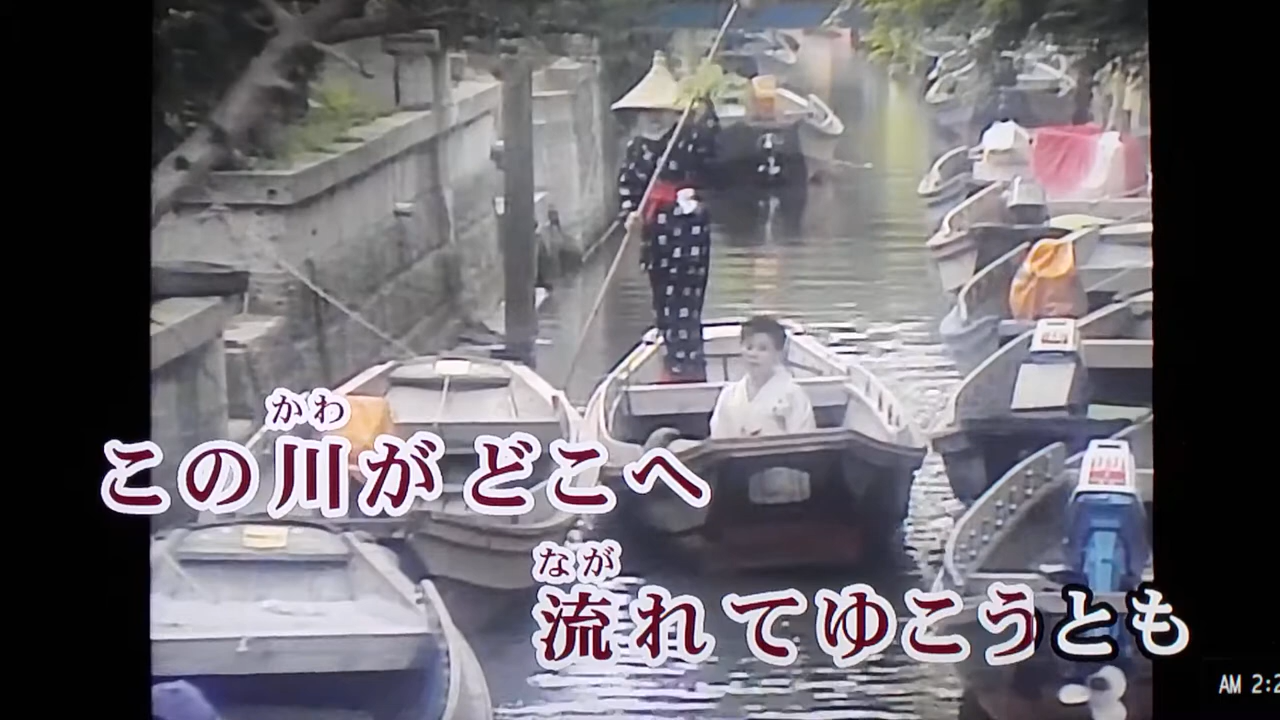 かわ
この川が どこへ
なが
流れてゆこうとも
AM 2:2